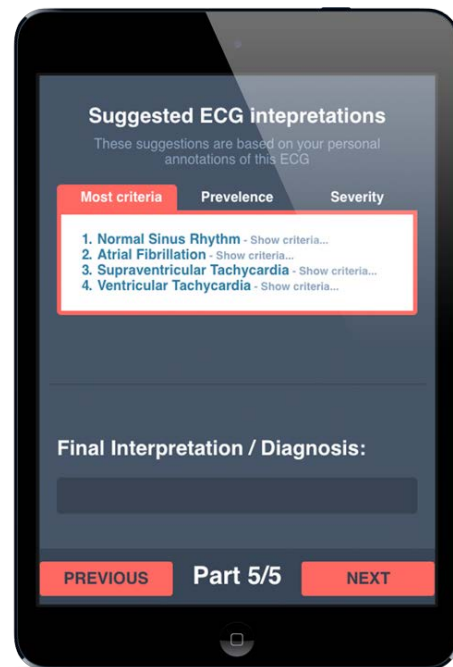 Suggested ECG intepretations
These suggestions are based on your personal
annotations of this ECG
Most criteria Prevelence Severity
1. Normal Sinus Rhythm - Show criteria...
2. Atrial Fibrillation - Show criteria...
3. Supraventricular Tachycardia - Show criteria...
4. Ventricular Tachycardia - Show criteria...
Final Interpretation / Diagnosis:
PREVIOUS Part 5/5 NEXT